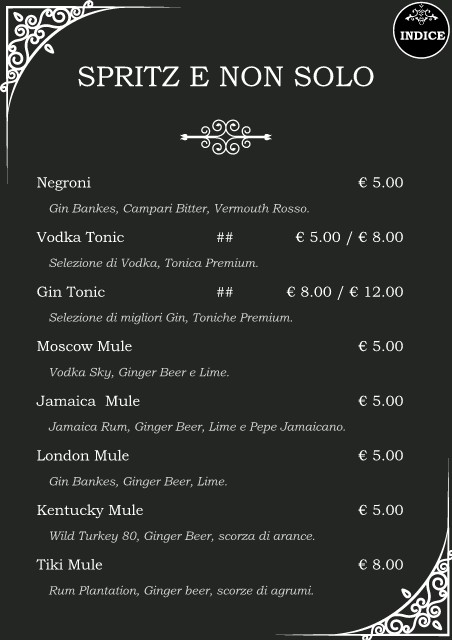 INDICE
SPRITZ E NON SOLO
Negroni € 5.00
Gin Bankes, Campari Bitter, Vermouth Rosso.
Vodka Tonic ## € 5.00 / € 8.00
Selezione di Vodka, Tonica Premium.
Gin Tonic ## € 8.00 / € 12.00
Selezione di migliori Gin, Toniche Premium.
Moscow Mule € 5.00
Vodka Sky, Ginger Beer e Lime.
Jamaica Mule € 5.00
Jamaica Rum, Ginger Beer, Lime e Pepe Jamaicano.
London Mule € 5.00
Gin Bankes, Ginger Beer, Lime.
Kentucky Mule € 5.00
Wild Turkey 80, Ginger Beer, scorza di arance.
Tiki Mule € 8.00
Rum Plantation, Ginger beer, scorze di agrumi.